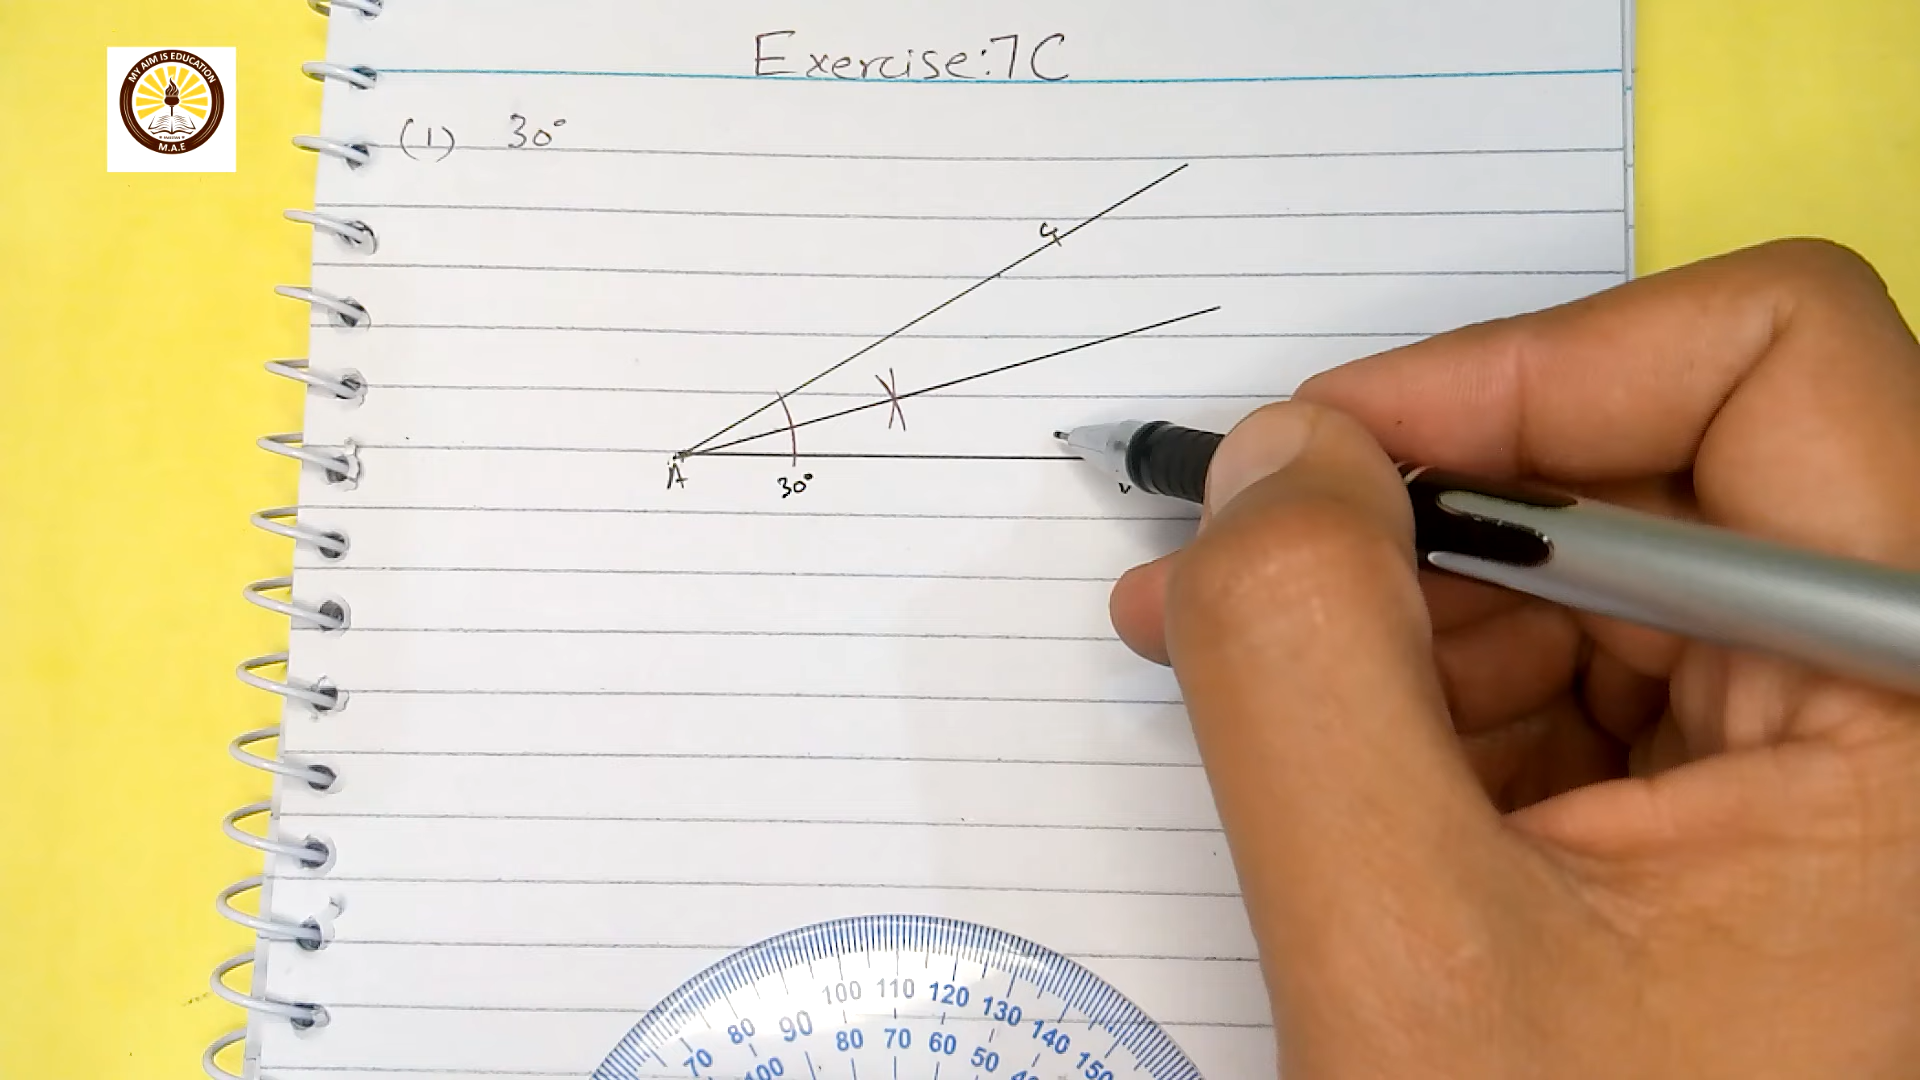 Exercise: 7C
MY AIM IS EDUCATION
M.A.E
(1) 30°
A
30°
100 110 120 130 140 150
70 80 90
80 70 60 50
100